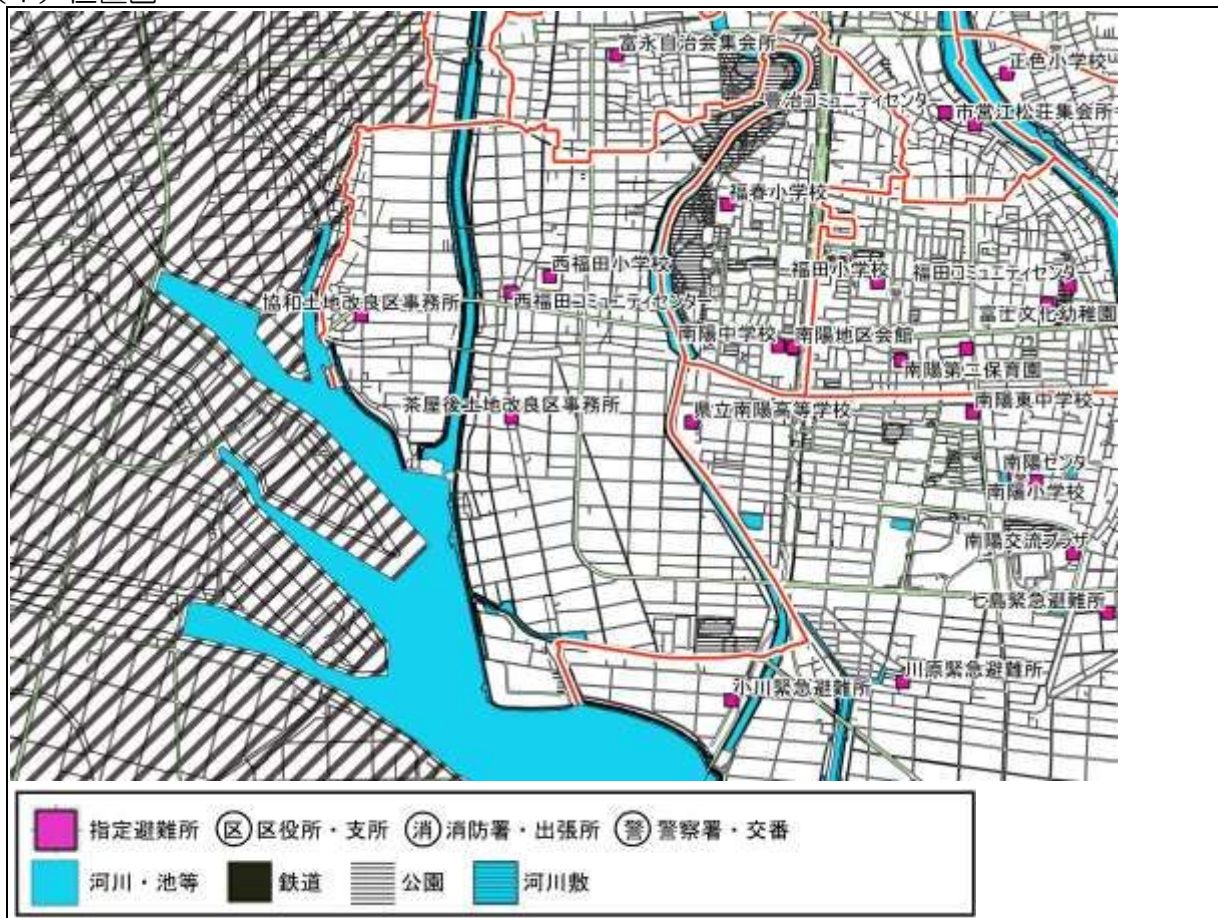 富永自治会集会所
正色小学校
豊治コミュニティセンター
市営江松荘集会所
福春小学校
西福田小学校
福田小学校
福田コミュニティセンター
協和土地改良区事務所
西福田コミュニティセンター
富士文化幼稚園
南陽中学校
南陽地区会館
南陽第二保育園
茶屋後土地改良区事務所
県立南陽高等学校
南陽東中学校
南陽センタ
南陽小学校
南陽交流プラザ
七島緊急避難所
川原緊急避難所
小川緊急避難所
指定避難所 区 区役所・支所 消 消防署・出張所 警 警察署・交番
河川・池等 鉄道 公園 河川敷